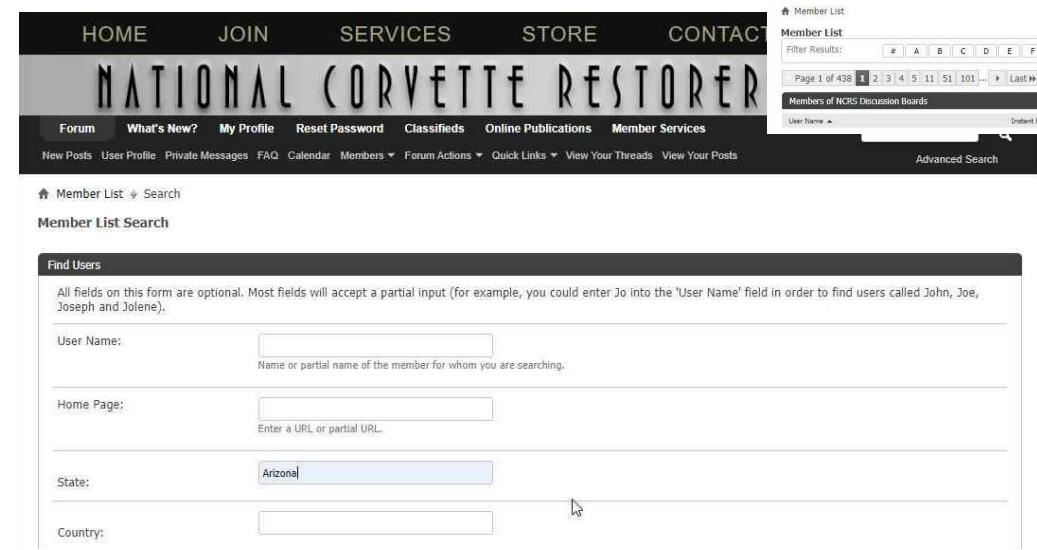 HOME JOIN SERVICES STORE CONTACT
NATIONAL CORVETTE RESTORER
Forum What's New? My Profile Reset Password Classifieds Online Publications Member Services
New Posts User Profile Private Messages FAQ Calendar Members Forum Actions Quick Links View Your Threads View Your Posts
Advanced Search
Member List
Member List
Filter Results: # A B C D E F
Page 1 of 438 1 2 3 4 5 11 51 101 ... Last
Members of NCRS Discussion Boards
User Name Instant
Member List Search
Member List Search
Find Users
All fields on this form are optional. Most fields will accept a partial input (for example, you could enter Jo into the 'User Name' field in order to find users called John, Joe,
Joseph and Jolene).
User Name:
Name or partial name of the member for whom you are searching.
Home Page:
Enter a URL or partial URL.
State: Arizona
Country: